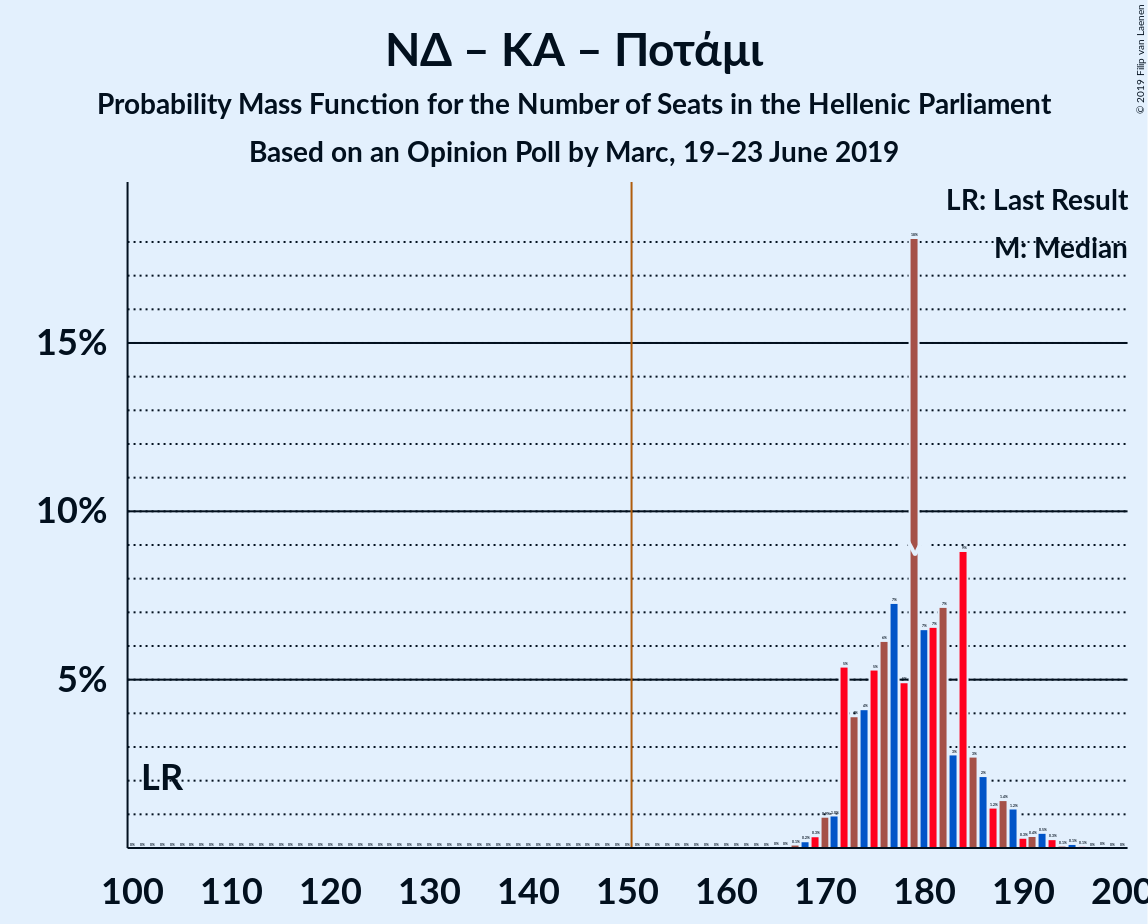 ΝΔ – ΚΑ – Ποτάμι
Probability Mass Function for the Number of Seats in the Hellenic Parliament
Based on an Opinion Poll by Marc, 19–23 June 2019
© 2019 Filip van Laenen
LR: Last Result
M: Median
15%
10%
5%
LR
100 110 120 130 140 150 160 170 180 190 200